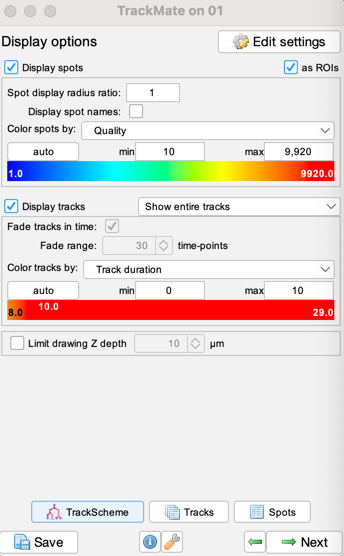 TrackMate on 01
Display options
Edit settings
Display spots
as ROIs
Spot display radius ratio: 1
Display spot names:
Color spots by: Quality
auto min 10 max 9,920
1.0 9920.0
Display tracks Show entire tracks
Fade tracks in time:
Fade range: 30 time-points
Color tracks by: Track duration
auto min 0 max 10
8.0 10.0 29.0
Limit drawing Z depth 10 µm
TrackScheme Tracks Spots
Save Next